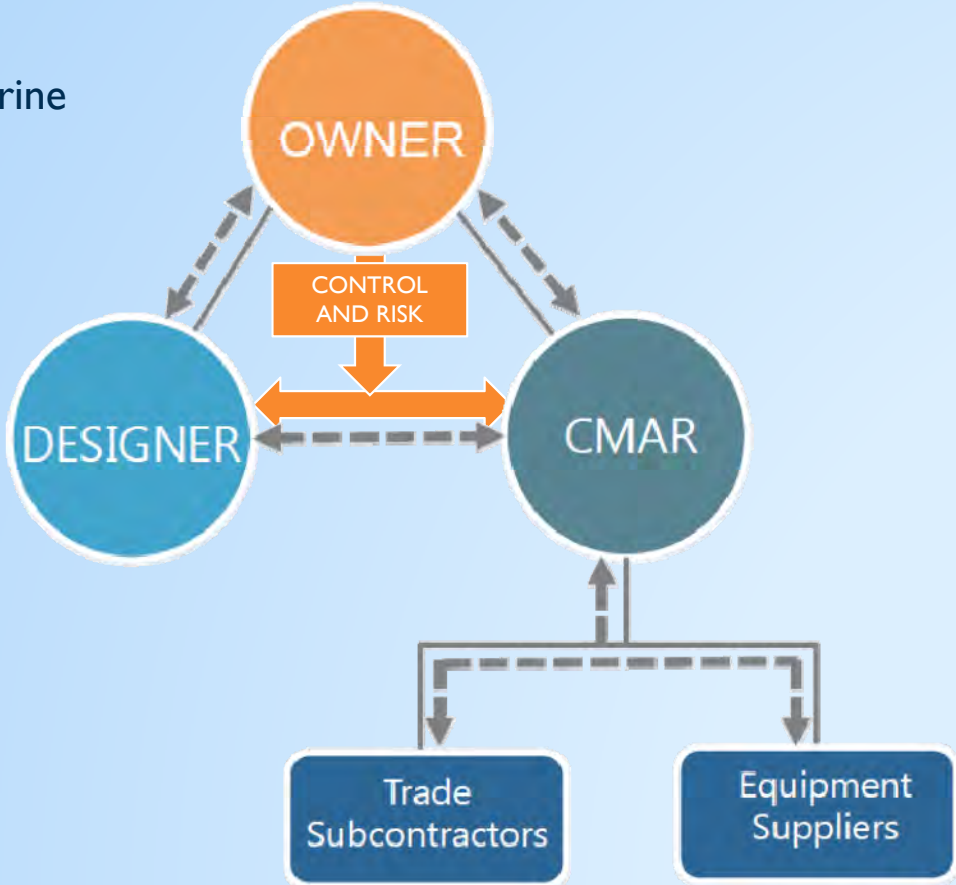 rine
OWNER
CONTROL
AND RISK
DESIGNER
CMAR
Trade
Subcontractors
Equipment
Suppliers